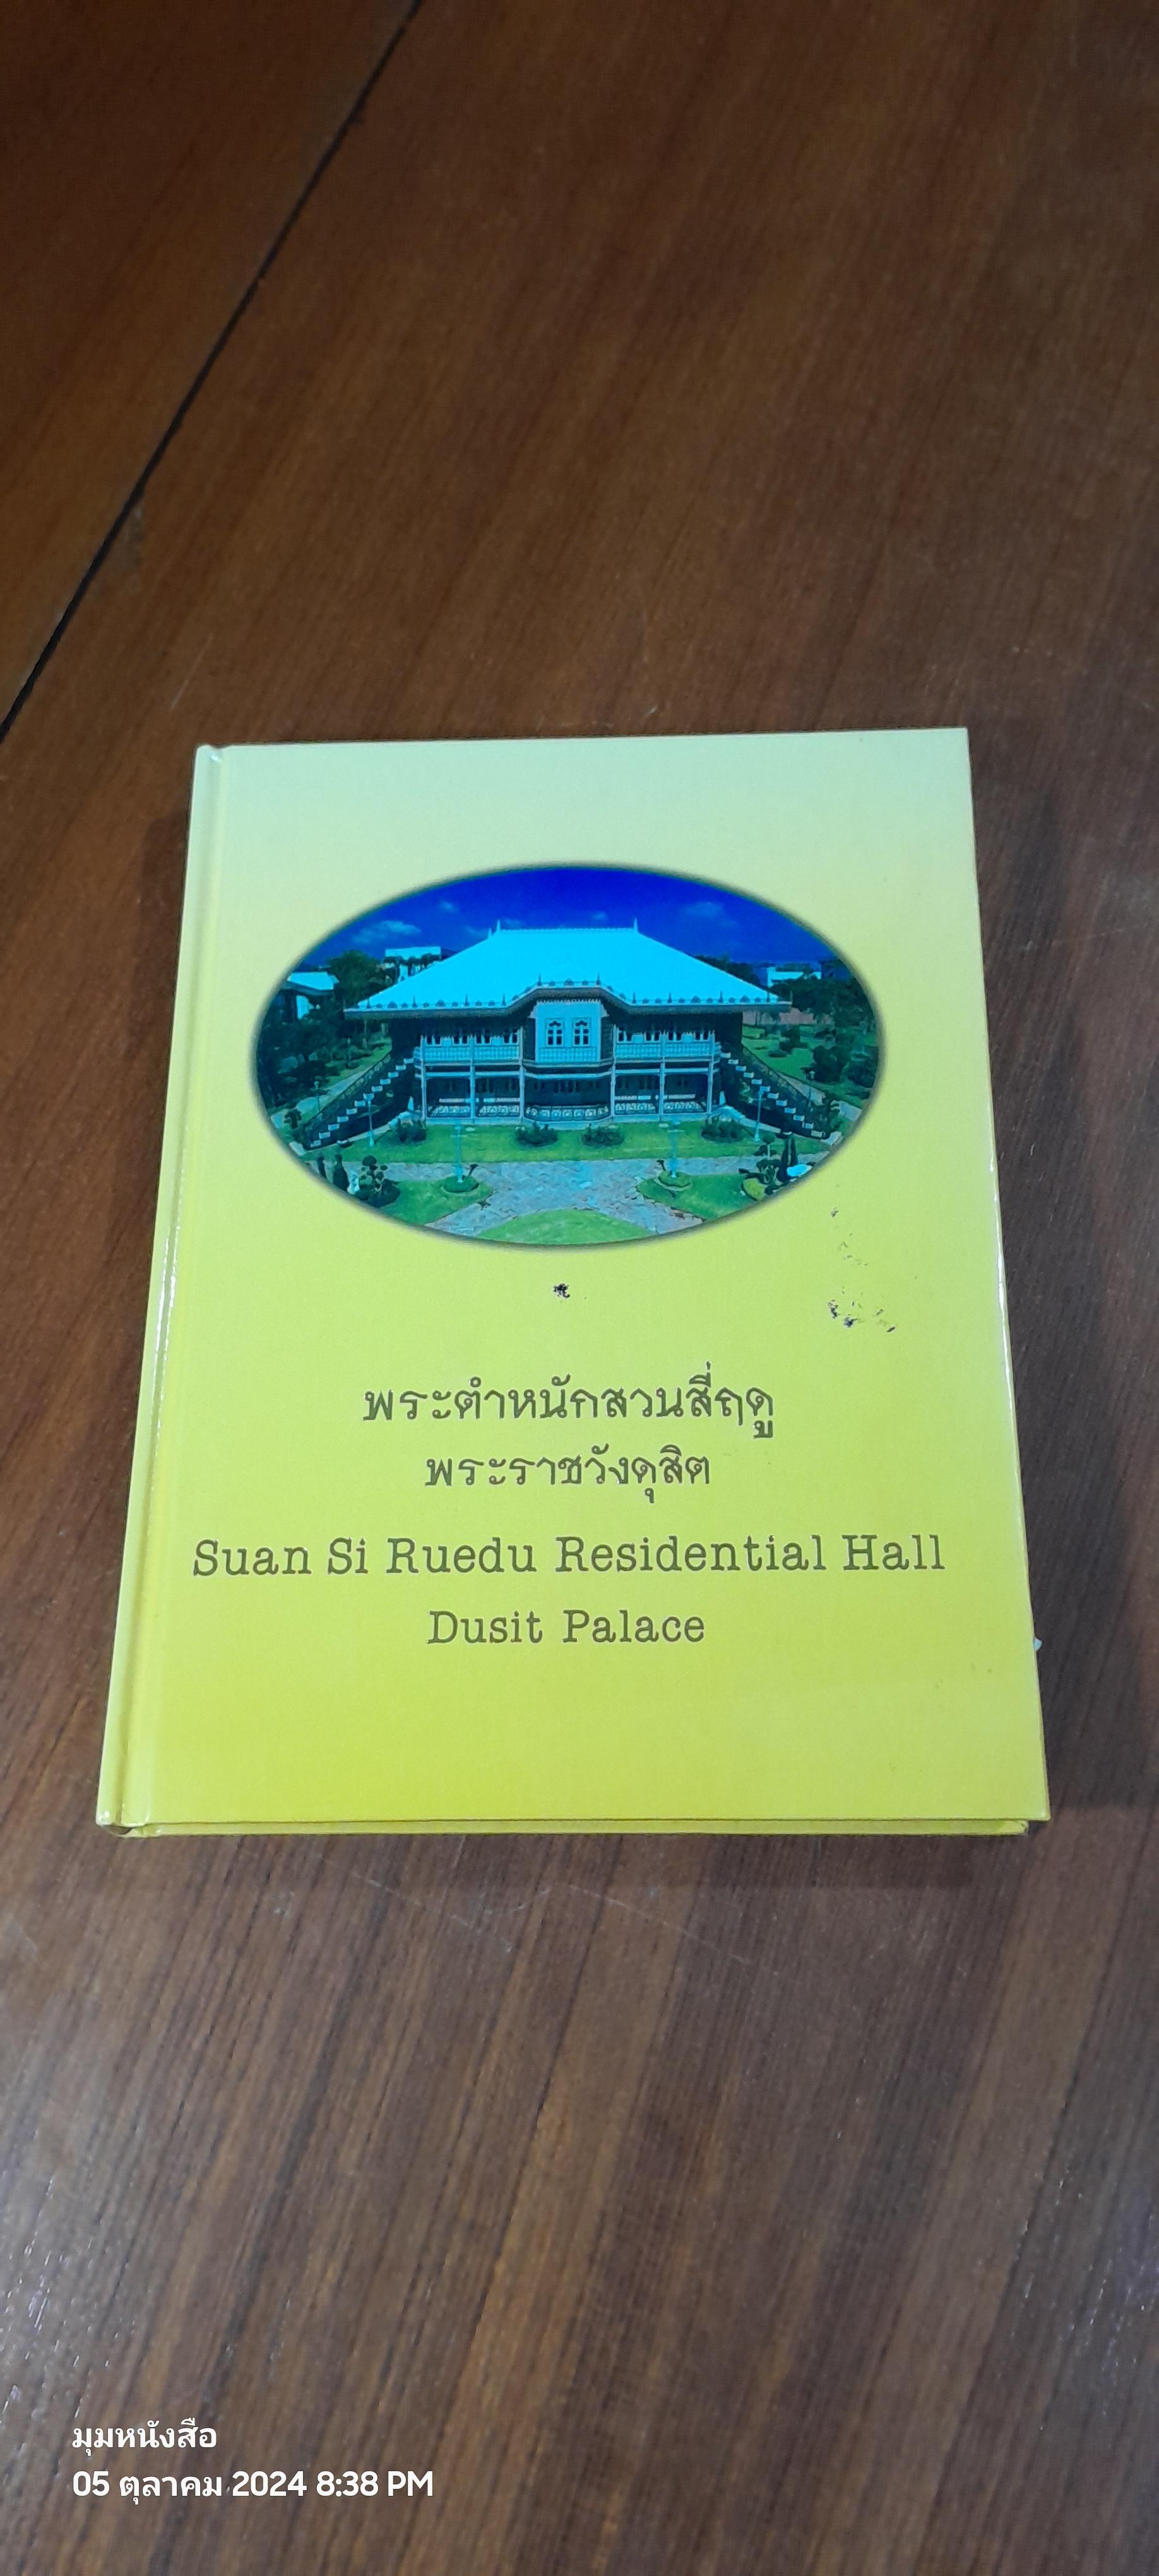 พระตำหนักสวนสี่ฤดู
พระราชวังดุสิต
Suan Si Ruedu Residential Hall
Dusit Palace
มุมหนังสือ
05 ตุลาคม 2024 8:38 PM